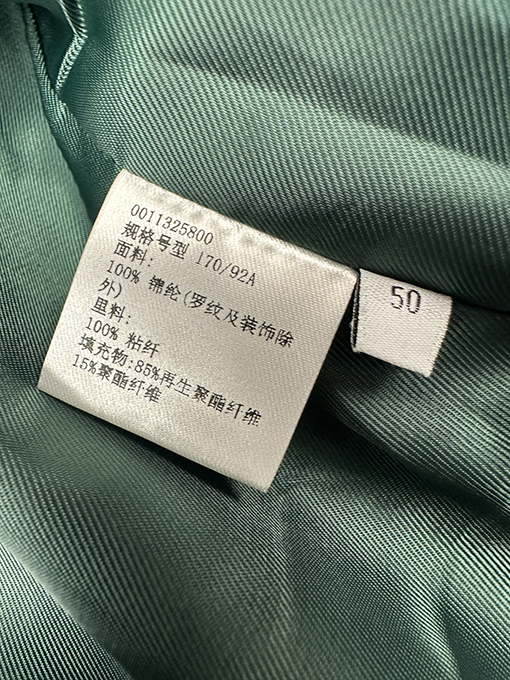 0011325800
规格号型 170/92A
面料:
100% 锦纶(罗纹及装饰除
外)
里料:
100% 粘纤
填充物:85%再生聚酯纤维
15%聚酯纤维
50